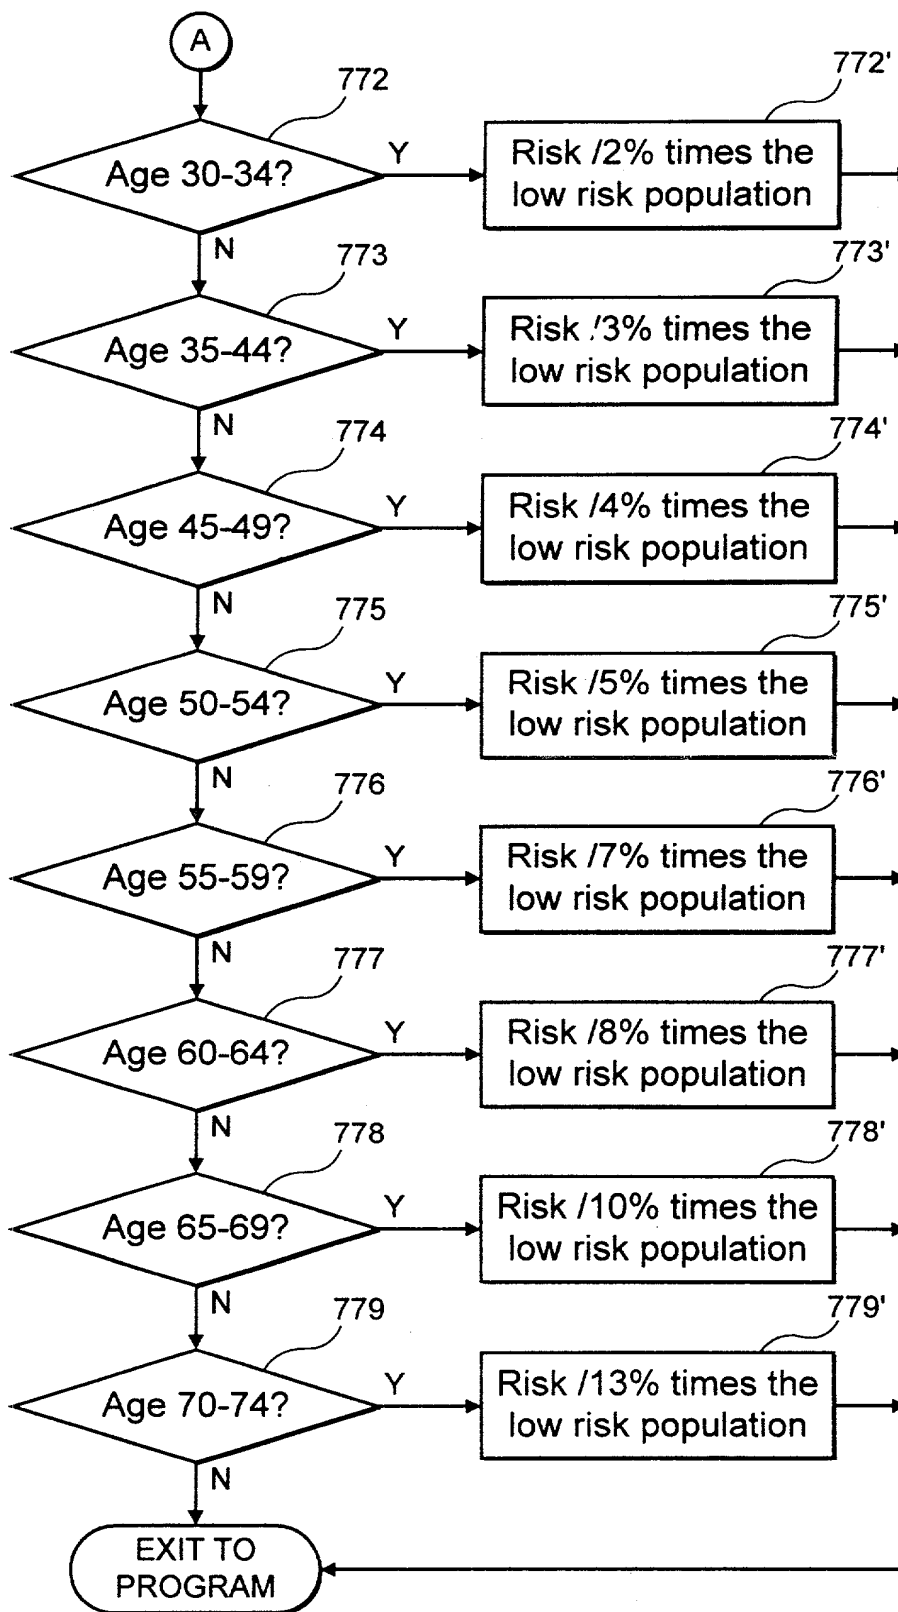 A
772
772'
Age 30-34?
Y
Risk /2% times the
low risk population
N
773
773'
Age 35-44?
Y
Risk /3% times the
low risk population
N
774
774'
Age 45-49?
Y
Risk /4% times the
low risk population
N
775
775'
Age 50-54?
Y
Risk /5% times the
low risk population
N
776
776'
Age 55-59?
Y
Risk /7% times the
low risk population
N
777
777'
Age 60-64?
Y
Risk /8% times the
low risk population
N
778
778'
Age 65-69?
Y
Risk /10% times the
low risk population
N
779
779'
Age 70-74?
Y
Risk /13% times the
low risk population
N
EXIT TO
PROGRAM